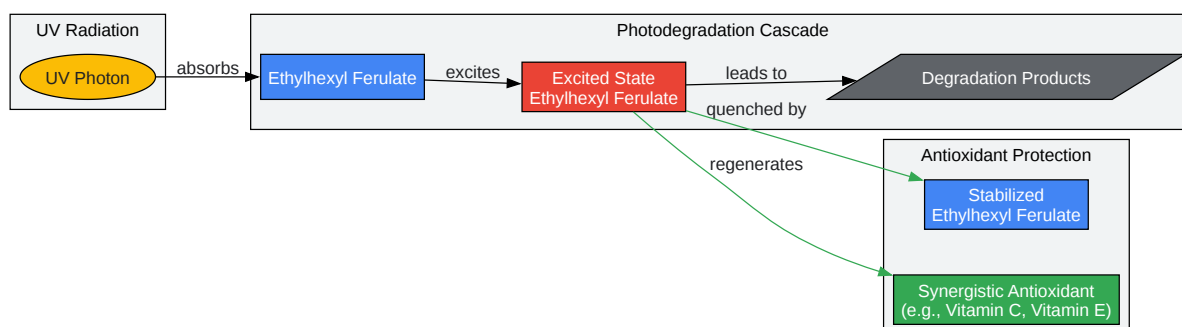 UV Radiation
UV Photon
absorbs
Photodegradation Cascade
Ethylhexyl Ferulate
excites
Excited State
Ethylhexyl Ferulate
leads to
Degradation Products
quenched by
regenerates
Antioxidant Protection
Stabilized
Ethylhexyl Ferulate
Synergistic Antioxidant
(e.g., Vitamin C, Vitamin E)